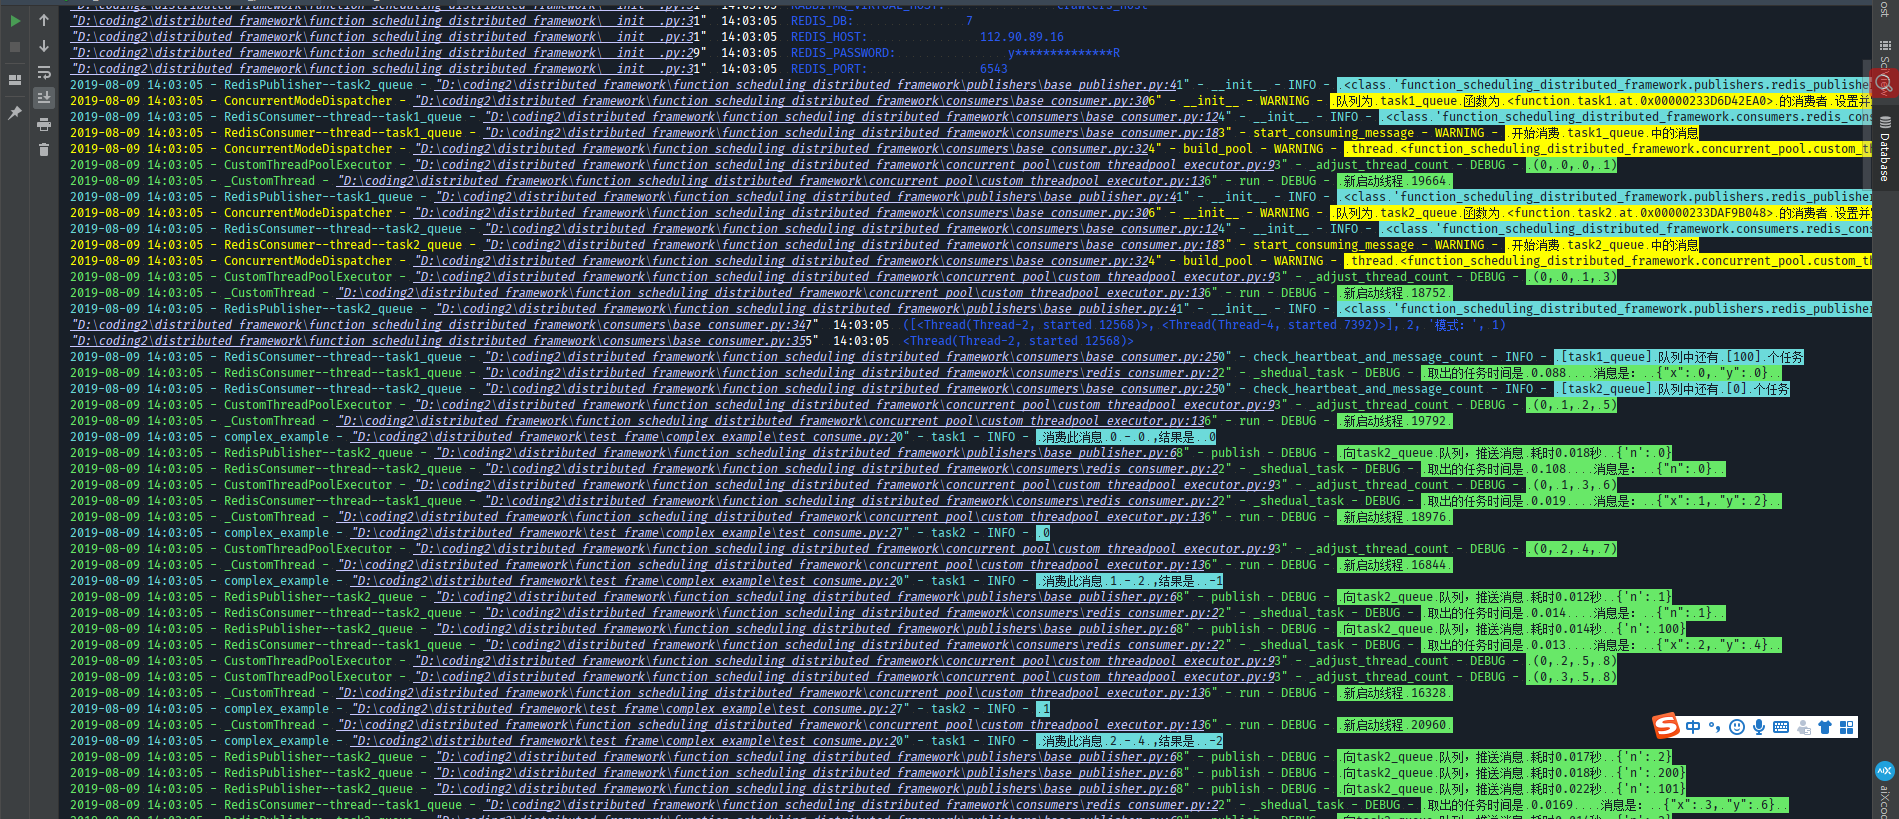 "D:\coding2\distributed_framework\function_scheduling_distributed_framework\__init__.py:31"  14:03:05  RABBITMQ_VIRTUAL_HOST:                crawlers_host
"D:\coding2\distributed_framework\function_scheduling_distributed_framework\__init__.py:31"  14:03:05  REDIS_DB:                7
"D:\coding2\distributed_framework\function_scheduling_distributed_framework\__init__.py:31"  14:03:05  REDIS_HOST:                112.90.89.16
"D:\coding2\distributed_framework\function_scheduling_distributed_framework\__init__.py:29"  14:03:05  REDIS_PASSWORD:                y**************R
"D:\coding2\distributed_framework\function_scheduling_distributed_framework\__init__.py:31"  14:03:05  REDIS_PORT:                6543
2019-08-09 14:03:05 - RedisPublisher--task2_queue - "D:\coding2\distributed_framework\function_scheduling_distributed_framework\publishers\base_publisher.py:41" - __init__ - INFO - <class 'function_scheduling_distributed_framework.publishers.redis_publisher
2019-08-09 14:03:05 - ConcurrentModeDispatcher - "D:\coding2\distributed_framework\function_scheduling_distributed_framework\consumers\base_consumer.py:306" - __init__ - WARNING - 队列为 task1_queue 函数为 <function task1 at 0x00000233D6D42EA0> 的消费者 设置并
2019-08-09 14:03:05 - RedisConsumer--thread--task1_queue - "D:\coding2\distributed_framework\function_scheduling_distributed_framework\consumers\base_consumer.py:124" - __init__ - INFO - <class 'function_scheduling_distributed_framework.consumers.redis_cons
2019-08-09 14:03:05 - RedisConsumer--thread--task1_queue - "D:\coding2\distributed_framework\function_scheduling_distributed_framework\consumers\base_consumer.py:183" - start_consuming_message - WARNING - 开始消费 task1_queue 中的消息
2019-08-09 14:03:05 - ConcurrentModeDispatcher - "D:\coding2\distributed_framework\function_scheduling_distributed_framework\consumers\base_consumer.py:324" - build_pool - WARNING - thread <function_scheduling_distributed_framework.concurrent_pool.custom_th
2019-08-09 14:03:05 - CustomThreadPoolExecutor - "D:\coding2\distributed_framework\function_scheduling_distributed_framework\concurrent_pool\custom_threadpool_executor.py:93" - _adjust_thread_count - DEBUG - (0, 0, 0, 1)
2019-08-09 14:03:05 - _CustomThread - "D:\coding2\distributed_framework\function_scheduling_distributed_framework\concurrent_pool\custom_threadpool_executor.py:136" - run - DEBUG - 新启动线程 19664
2019-08-09 14:03:05 - RedisPublisher--task1_queue - "D:\coding2\distributed_framework\function_scheduling_distributed_framework\publishers\base_publisher.py:41" - __init__ - INFO - <class 'function_scheduling_distributed_framework.publishers.redis_publisher
2019-08-09 14:03:05 - ConcurrentModeDispatcher - "D:\coding2\distributed_framework\function_scheduling_distributed_framework\consumers\base_consumer.py:306" - __init__ - WARNING - 队列为 task2_queue 函数为 <function task2 at 0x00000233DAF9B048> 的消费者 设置并
2019-08-09 14:03:05 - RedisConsumer--thread--task2_queue - "D:\coding2\distributed_framework\function_scheduling_distributed_framework\consumers\base_consumer.py:124" - __init__ - INFO - <class 'function_scheduling_distributed_framework.consumers.redis_cons
2019-08-09 14:03:05 - RedisConsumer--thread--task2_queue - "D:\coding2\distributed_framework\function_scheduling_distributed_framework\consumers\base_consumer.py:183" - start_consuming_message - WARNING - 开始消费 task2_queue 中的消息
2019-08-09 14:03:05 - ConcurrentModeDispatcher - "D:\coding2\distributed_framework\function_scheduling_distributed_framework\consumers\base_consumer.py:324" - build_pool - WARNING - thread <function_scheduling_distributed_framework.concurrent_pool.custom_th
2019-08-09 14:03:05 - CustomThreadPoolExecutor - "D:\coding2\distributed_framework\function_scheduling_distributed_framework\concurrent_pool\custom_threadpool_executor.py:93" - _adjust_thread_count - DEBUG - (0, 0, 1, 3)
2019-08-09 14:03:05 - _CustomThread - "D:\coding2\distributed_framework\function_scheduling_distributed_framework\concurrent_pool\custom_threadpool_executor.py:136" - run - DEBUG - 新启动线程 18752
2019-08-09 14:03:05 - RedisPublisher--task2_queue - "D:\coding2\distributed_framework\function_scheduling_distributed_framework\publishers\base_publisher.py:41" - __init__ - INFO - <class 'function_scheduling_distributed_framework.publishers.redis_publisher
"D:\coding2\distributed_framework\function_scheduling_distributed_framework\consumers\base_consumer.py:347"  14:03:05  ([<Thread(Thread-2, started 12568)>, <Thread(Thread-4, started 7392)>], 2, '模式：', 1)
"D:\coding2\distributed_framework\function_scheduling_distributed_framework\consumers\base_consumer.py:355"  14:03:05  <Thread(Thread-2, started 12568)>
2019-08-09 14:03:05 - RedisConsumer--thread--task1_queue - "D:\coding2\distributed_framework\function_scheduling_distributed_framework\consumers\base_consumer.py:250" - check_heartbeat_and_message_count - INFO - [task1_queue] 队列中还有 [100] 个任务
2019-08-09 14:03:05 - RedisConsumer--thread--task1_queue - "D:\coding2\distributed_framework\function_scheduling_distributed_framework\consumers\redis_consumer.py:22" - _shedual_task - DEBUG - 取出的任务时间是 0.088    消息是：  {"x": 0, "y": 0}
2019-08-09 14:03:05 - RedisConsumer--thread--task2_queue - "D:\coding2\distributed_framework\function_scheduling_distributed_framework\consumers\base_consumer.py:250" - check_heartbeat_and_message_count - INFO - [task2_queue] 队列中还有 [0] 个任务
2019-08-09 14:03:05 - CustomThreadPoolExecutor - "D:\coding2\distributed_framework\function_scheduling_distributed_framework\concurrent_pool\custom_threadpool_executor.py:93" - _adjust_thread_count - DEBUG - (0, 1, 2, 5)
2019-08-09 14:03:05 - _CustomThread - "D:\coding2\distributed_framework\function_scheduling_distributed_framework\concurrent_pool\custom_threadpool_executor.py:136" - run - DEBUG - 新启动线程 19792
2019-08-09 14:03:05 - complex_example - "D:\coding2\distributed_framework\test_frame\complex_example\test_consume.py:20" - task1 - INFO - 消费此消息 0 - 0 ,结果是  0
2019-08-09 14:03:05 - RedisPublisher--task2_queue - "D:\coding2\distributed_framework\function_scheduling_distributed_framework\publishers\base_publisher.py:68" - publish - DEBUG - 向task2_queue 队列，推送消息 耗时0.018秒  {'n': 0}
2019-08-09 14:03:05 - RedisConsumer--thread--task2_queue - "D:\coding2\distributed_framework\function_scheduling_distributed_framework\consumers\redis_consumer.py:22" - _shedual_task - DEBUG - 取出的任务时间是 0.108    消息是：  {"n": 0}
2019-08-09 14:03:05 - CustomThreadPoolExecutor - "D:\coding2\distributed_framework\function_scheduling_distributed_framework\concurrent_pool\custom_threadpool_executor.py:93" - _adjust_thread_count - DEBUG - (0, 1, 3, 6)
2019-08-09 14:03:05 - RedisConsumer--thread--task1_queue - "D:\coding2\distributed_framework\function_scheduling_distributed_framework\consumers\redis_consumer.py:22" - _shedual_task - DEBUG - 取出的任务时间是 0.019    消息是：  {"x": 1, "y": 2}
2019-08-09 14:03:05 - _CustomThread - "D:\coding2\distributed_framework\function_scheduling_distributed_framework\concurrent_pool\custom_threadpool_executor.py:136" - run - DEBUG - 新启动线程 18976
2019-08-09 14:03:05 - complex_example - "D:\coding2\distributed_framework\test_frame\complex_example\test_consume.py:27" - task2 - INFO - 0
2019-08-09 14:03:05 - CustomThreadPoolExecutor - "D:\coding2\distributed_framework\function_scheduling_distributed_framework\concurrent_pool\custom_threadpool_executor.py:93" - _adjust_thread_count - DEBUG - (0, 2, 4, 7)
2019-08-09 14:03:05 - _CustomThread - "D:\coding2\distributed_framework\function_scheduling_distributed_framework\concurrent_pool\custom_threadpool_executor.py:136" - run - DEBUG - 新启动线程 16844
2019-08-09 14:03:05 - complex_example - "D:\coding2\distributed_framework\test_frame\complex_example\test_consume.py:20" - task1 - INFO - 消费此消息 1 - 2 ,结果是  -1
2019-08-09 14:03:05 - RedisPublisher--task2_queue - "D:\coding2\distributed_framework\function_scheduling_distributed_framework\publishers\base_publisher.py:68" - publish - DEBUG - 向task2_queue 队列，推送消息 耗时0.012秒  {'n': 1}
2019-08-09 14:03:05 - RedisConsumer--thread--task2_queue - "D:\coding2\distributed_framework\function_scheduling_distributed_framework\consumers\redis_consumer.py:22" - _shedual_task - DEBUG - 取出的任务时间是 0.014    消息是：  {"n": 1}
2019-08-09 14:03:05 - RedisPublisher--task2_queue - "D:\coding2\distributed_framework\function_scheduling_distributed_framework\publishers\base_publisher.py:68" - publish - DEBUG - 向task2_queue 队列，推送消息 耗时0.014秒  {'n': 100}
2019-08-09 14:03:05 - RedisConsumer--thread--task1_queue - "D:\coding2\distributed_framework\function_scheduling_distributed_framework\consumers\redis_consumer.py:22" - _shedual_task - DEBUG - 取出的任务时间是 0.013    消息是：  {"x": 2, "y": 4}
2019-08-09 14:03:05 - CustomThreadPoolExecutor - "D:\coding2\distributed_framework\function_scheduling_distributed_framework\concurrent_pool\custom_threadpool_executor.py:93" - _adjust_thread_count - DEBUG - (0, 2, 5, 8)
2019-08-09 14:03:05 - CustomThreadPoolExecutor - "D:\coding2\distributed_framework\function_scheduling_distributed_framework\concurrent_pool\custom_threadpool_executor.py:93" - _adjust_thread_count - DEBUG - (0, 3, 5, 8)
2019-08-09 14:03:05 - _CustomThread - "D:\coding2\distributed_framework\function_scheduling_distributed_framework\concurrent_pool\custom_threadpool_executor.py:136" - run - DEBUG - 新启动线程 16328
2019-08-09 14:03:05 - complex_example - "D:\coding2\distributed_framework\test_frame\complex_example\test_consume.py:27" - task2 - INFO - 1
2019-08-09 14:03:05 - _CustomThread - "D:\coding2\distributed_framework\function_scheduling_distributed_framework\concurrent_pool\custom_threadpool_executor.py:136" - run - DEBUG - 新启动线程 20960
2019-08-09 14:03:05 - complex_example - "D:\coding2\distributed_framework\test_frame\complex_example\test_consume.py:20" - task1 - INFO - 消费此消息 2 - 4 ,结果是  -2
2019-08-09 14:03:05 - RedisPublisher--task2_queue - "D:\coding2\distributed_framework\function_scheduling_distributed_framework\publishers\base_publisher.py:68" - publish - DEBUG - 向task2_queue 队列，推送消息 耗时0.017秒  {'n': 2}
2019-08-09 14:03:05 - RedisPublisher--task2_queue - "D:\coding2\distributed_framework\function_scheduling_distributed_framework\publishers\base_publisher.py:68" - publish - DEBUG - 向task2_queue 队列，推送消息 耗时0.018秒  {'n': 200}
2019-08-09 14:03:05 - RedisPublisher--task2_queue - "D:\coding2\distributed_framework\function_scheduling_distributed_framework\publishers\base_publisher.py:68" - publish - DEBUG - 向task2_queue 队列，推送消息 耗时0.022秒  {'n': 101}
2019-08-09 14:03:05 - RedisConsumer--thread--task1_queue - "D:\coding2\distributed_framework\function_scheduling_distributed_framework\consumers\redis_consumer.py:22" - _shedual_task - DEBUG - 取出的任务时间是 0.0169    消息是：  {"x": 3, "y": 6}
ost
Database
中
aiXcod